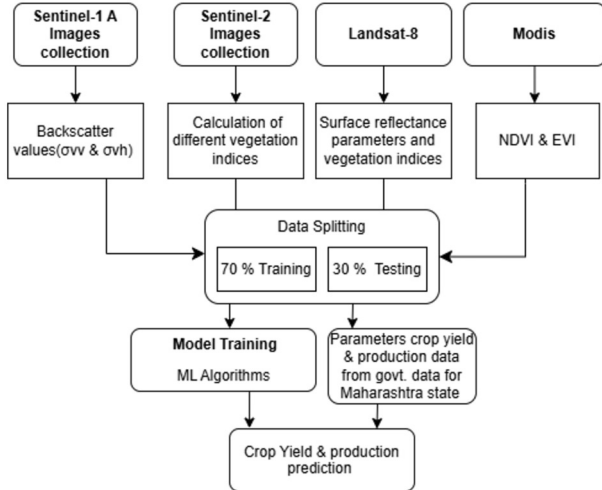 Sentinel-1 A
Images
collection
Sentinel-2
Images
collection
Landsat-8
Modis
Backscatter
values(σvv & σvh)
Calculation of
different vegetation
indices
Surface reflectance
parameters and
vegetation indices
NDVI & EVI
Data Splitting
70 % Training
30 % Testing
Model Training
ML Algorithms
Parameters crop yield
& production data
from govt. data for
Maharashtra state
Crop Yield & production
prediction